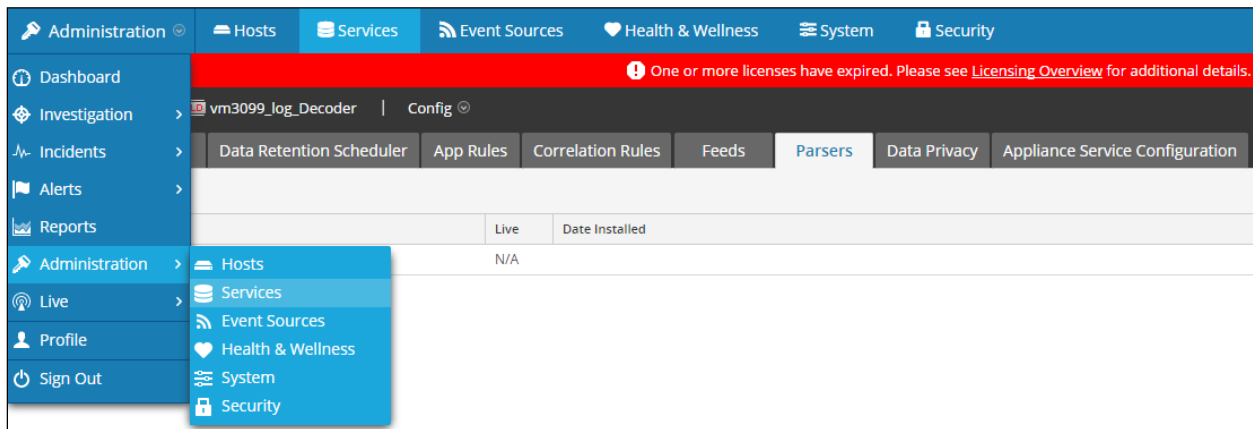 Administration Hosts Services Event Sources Health & Wellness System Security
Dashboard
One or more licenses have expired. Please see Licensing Overview for additional details.
Investigation
LD vm3099_log_Decoder | Config
Incidents
Data Retention Scheduler App Rules Correlation Rules Feeds Parsers Data Privacy Appliance Service Configuration
Alerts
Reports
Live Date Installed
Administration
Hosts
N/A
Live
Services
Event Sources
Profile
Health & Wellness
Sign Out
System
Security